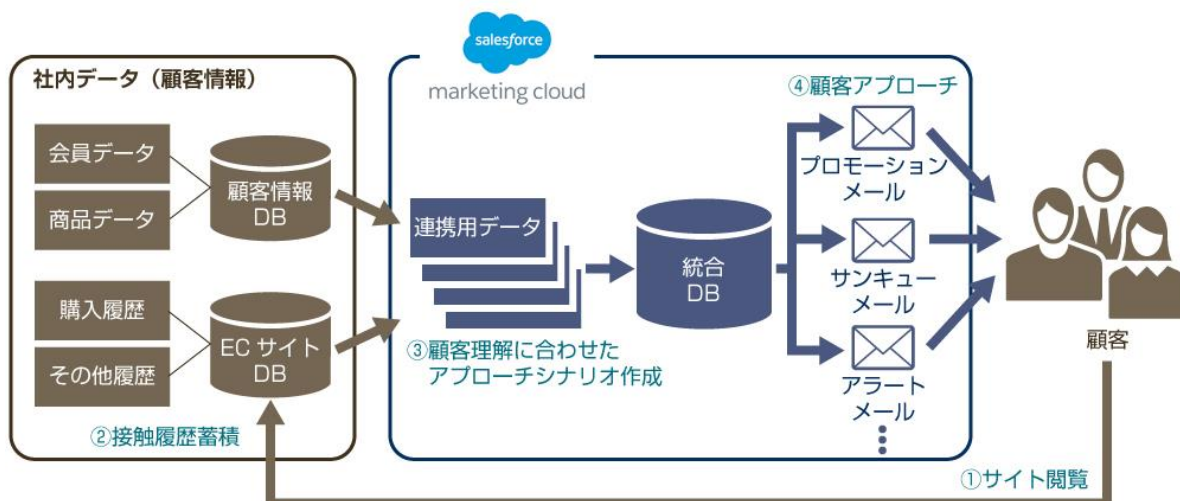 salesforce
marketing cloud
社内データ（顧客情報）
会員データ
商品データ
顧客情報
DB
購入履歴
その他履歴
EC サイト
DB
②接触履歴蓄積
連携用データ
③顧客理解に合わせた
アプローチシナリオ作成
統合
DB
④顧客アプローチ
プロモーション
メール
サンキュー
メール
アラート
メール
顧客
①サイト閲覧